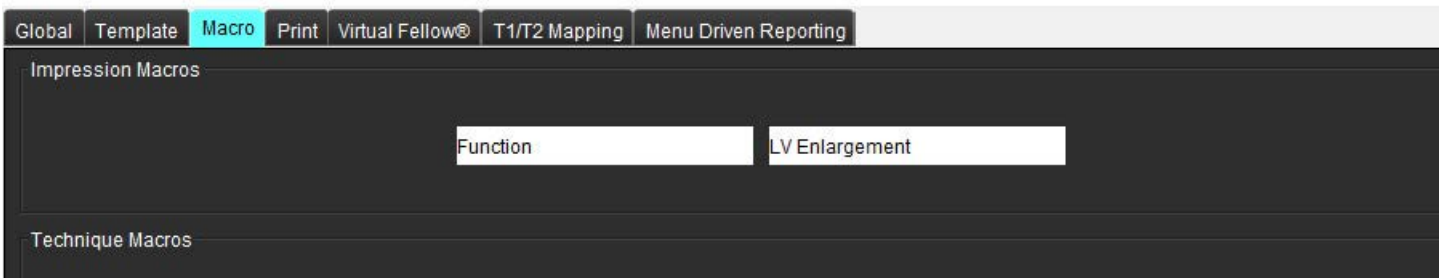 Global Template Macro Print Virtual Fellow® T1/T2 Mapping Menu Driven Reporting
Impression Macros
Function LV Enlargement
Technique Macros